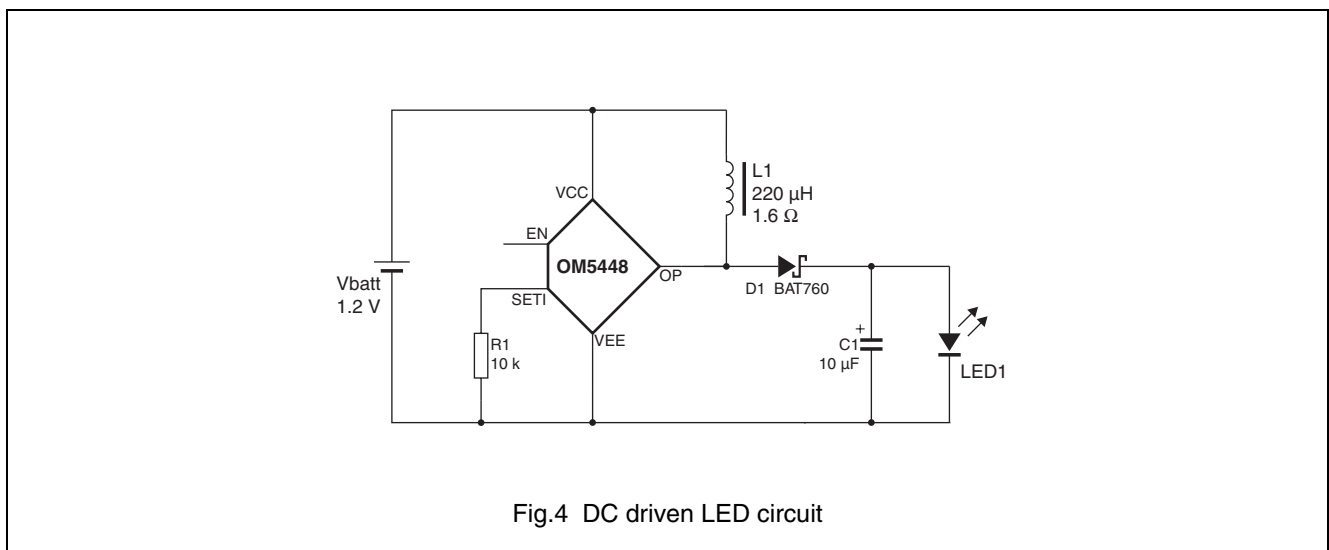 VCC
L1
220 μH
1.6 Ω
EN
OM5448
OP
Vbatt
1.2 V
SETI
D1 BAT760
VEE
R1
10 k
+
C1
10 μF
LED1
Fig.4 DC driven LED circuit